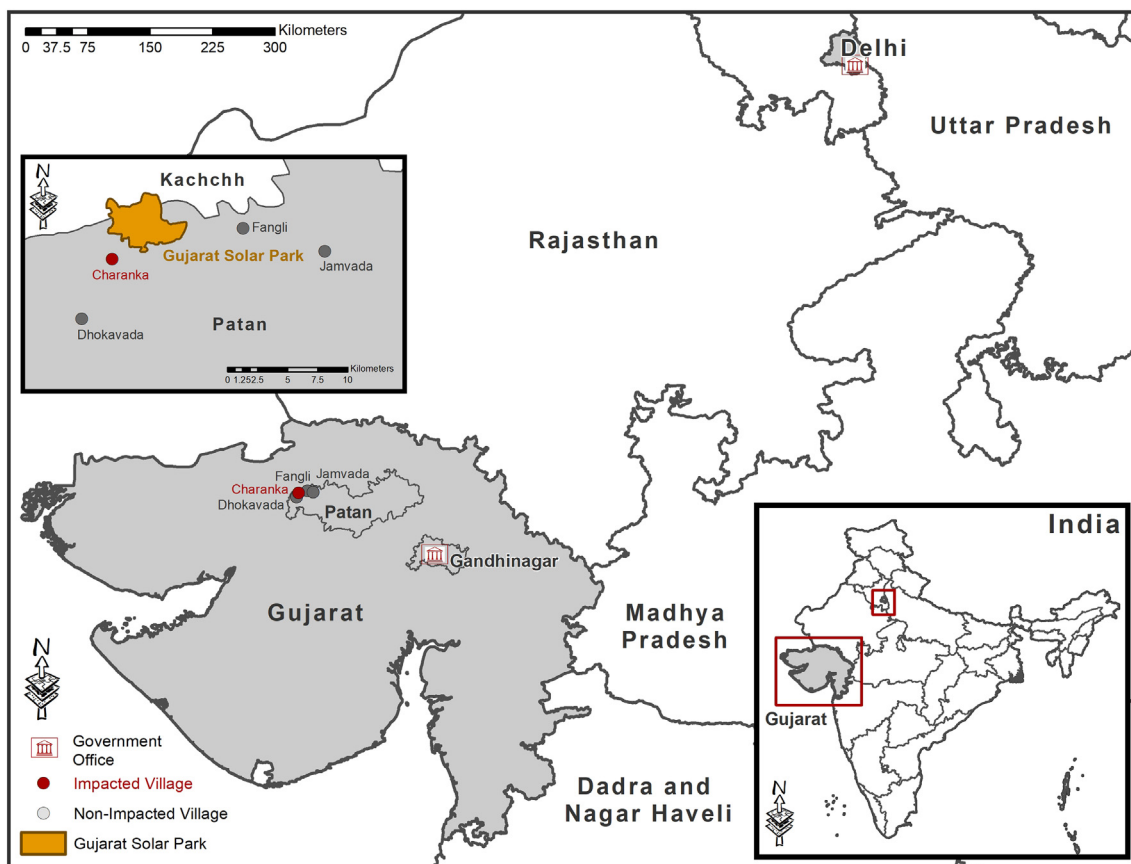 Kilometers
0 37.5 75 150 225 300
Delhi
Uttar Pradesh
Rajasthan
N
Kachchh
Fangli
Gujarat Solar Park
Jamvada
Charanka
Dhokavada
Patan
Kilometers
0 1.25 2.5 5 7.5 10
Fangli
Jamvada
Charanka
Dhokavada
Patan
Gandhinagar
Gujarat
Madhya
Pradesh
Dadra and
Nagar Haveli
N
Government
Office
Impacted Village
Non-Impacted Village
Gujarat Solar Park
India
Gujarat
N